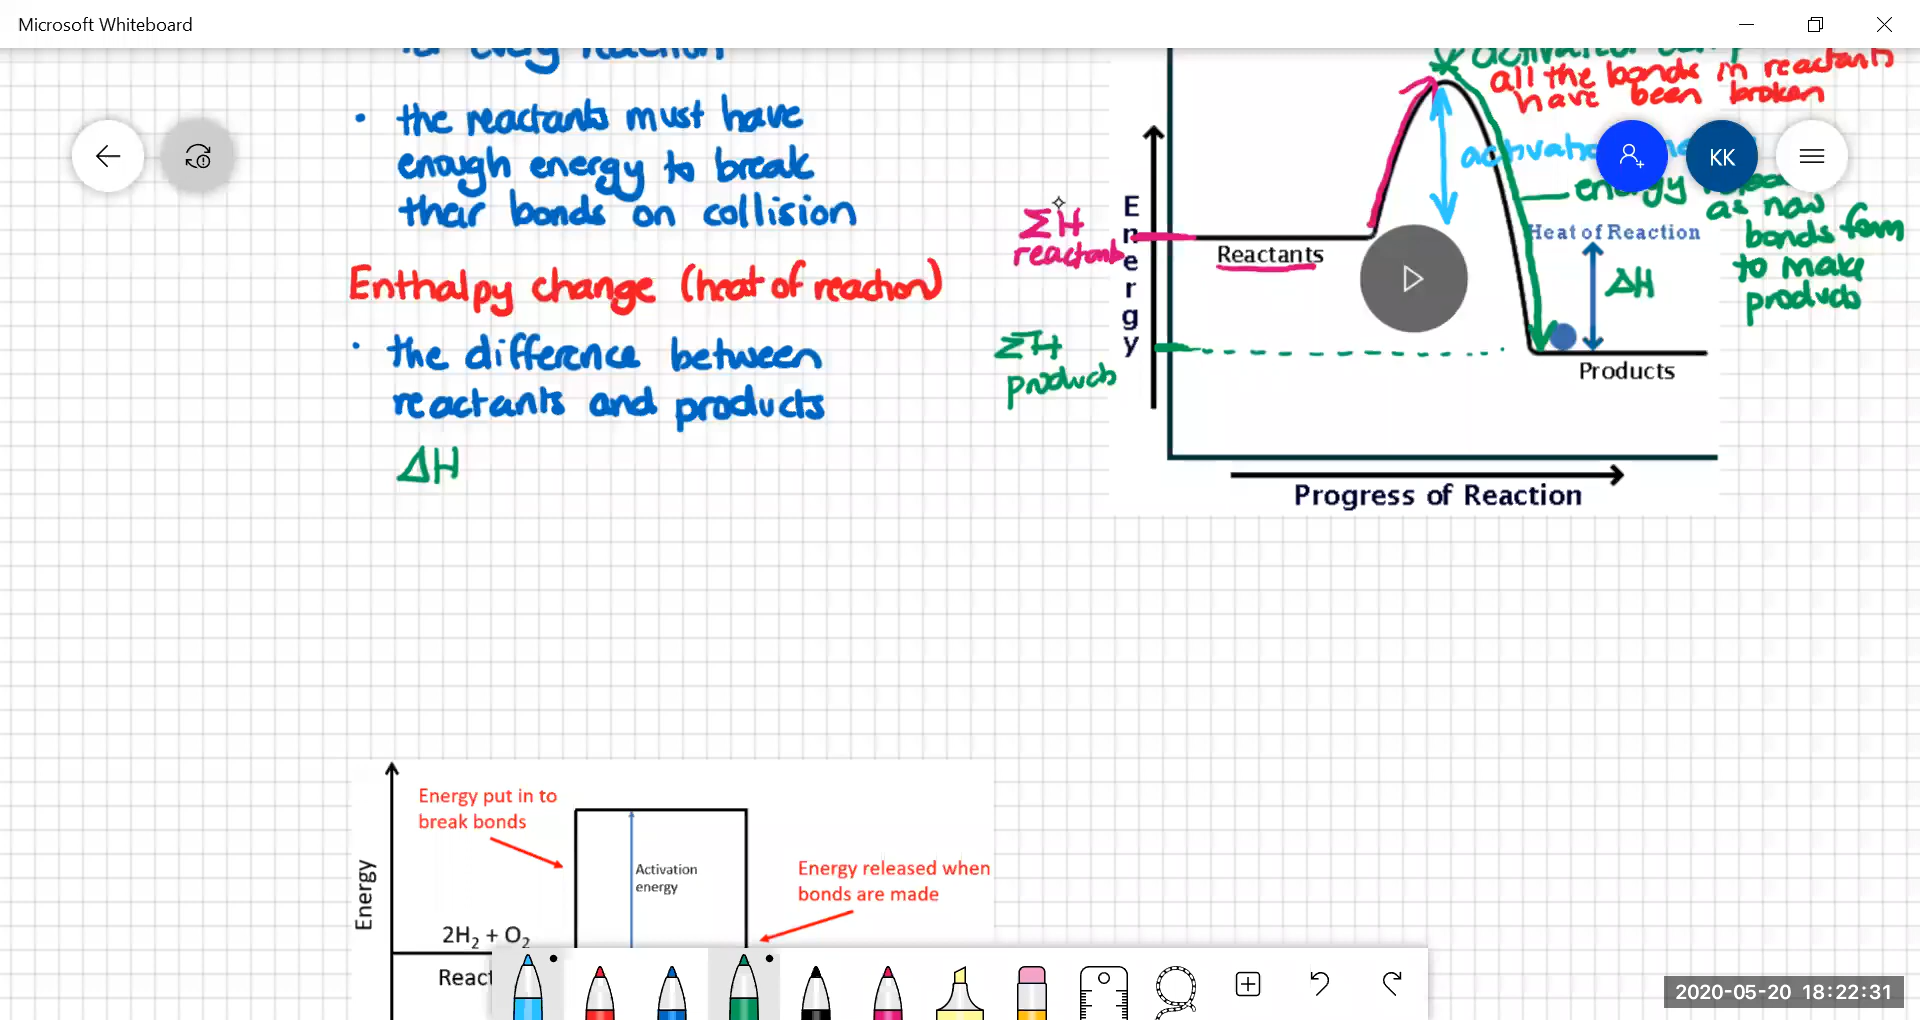 Microsoft Whiteboard
every reaction
• the reactants must have
enough energy to break
their bonds on collision
Enthalpy change (heat of reaction)
• the difference between
reactants and products
ΔH
all the bonds in reactants
have been broken
KK
energy
as new
bonds form
to make
products
Heat of Reaction
ΔH
ΣH
reactants
ΣH
products
Energy
Reactants
Products
Progress of Reaction
Energy put in to
break bonds
Activation
energy
Energy released when
bonds are made
Energy
2H₂ + O₂
2020-05-20 18:22:31